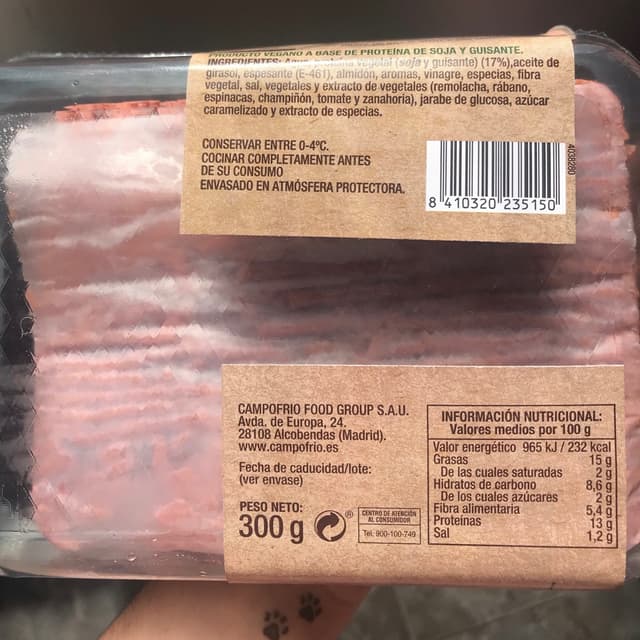 PRODUCTO VEGANO A BASE DE PROTEÍNA DE SOJA Y GUISANTE.
INGREDIENTES: vegetal (soja y guisante) (17%),aceite de
girasol, espesante (E-461), almidón, aromas, vinagre, especias, fibra
vegetal, sal, vegetales y extracto de vegetales (remolacha, rábano,
espinacas, champiñón, tomate y zanahoria), jarabe de glucosa, azúcar
caramelizado y extracto de especias.
CONSERVAR ENTRE 0-4ºC.
COCINAR COMPLETAMENTE ANTES
DE SU CONSUMO
ENVASADO EN ATMÓSFERA PROTECTORA.
8 410320 235150
4038260
CAMPOFRIO FOOD GROUP S.A.U.
Avda. de Europa, 24.
28108 Alcobendas (Madrid).
www.campofrio.es
Fecha de caducidad/lote:
(ver envase)
PESO NETO:
300 g
®
CENTRO DE ATENCIÓN
AL CONSUMIDOR
Tel. 900-100-749
INFORMACIÓN NUTRICIONAL:
Valores medios por 100 g
Valor energético 965 kJ / 232 kcal
Grasas 15 g
De las cuales saturadas 2 g
Hidratos de carbono 8,6 g
De los cuales azúcares 2 g
Fibra alimentaria 5,4 g
Proteínas 13 g
Sal 1,2 g